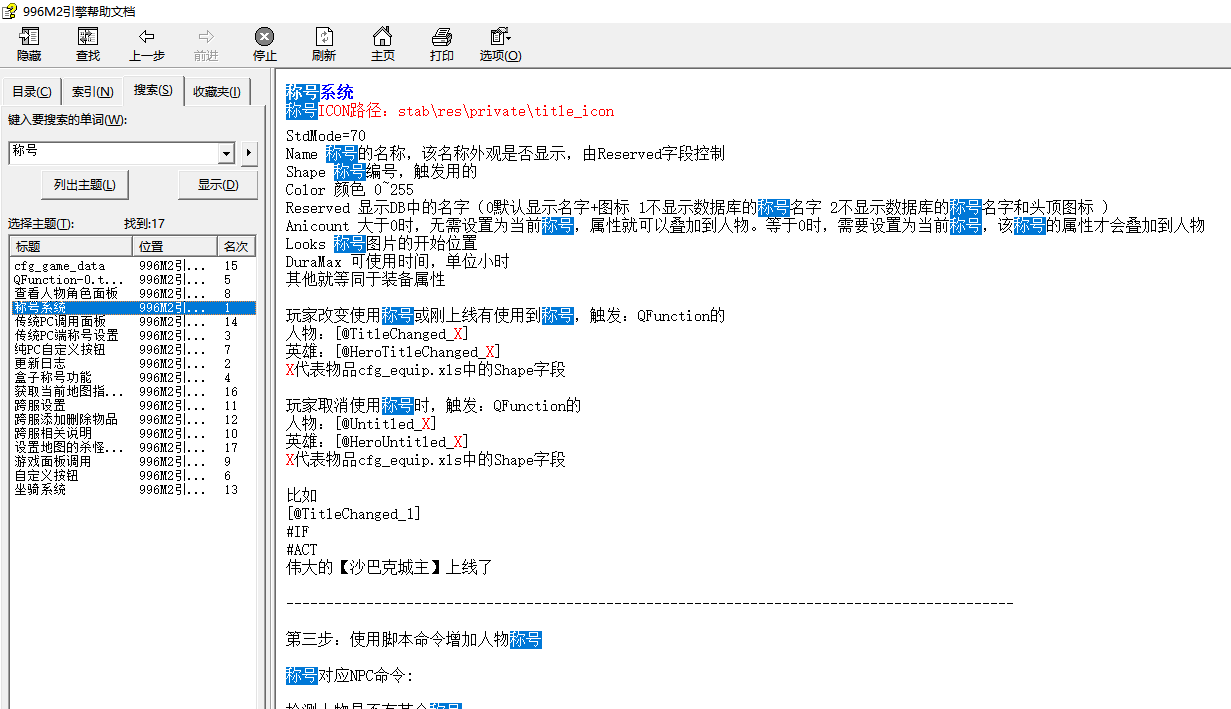 996M2引擎帮助文档
隐藏 查找 上一步 前进 停止 刷新 主页 打印 选项(O)
目录(C) 索引(N) 搜索(S) 收藏夹(I)
键入要搜索的单词(W):
称号
列出主题(L) 显示(D)
选择主题(T): 找到:17
标题 位置 名次
cfg_game_data 996M2引... 15
QFunction-0.t... 996M2引... 5
查看人物角色面板 996M2引... 8
称号系统 996M2引... 1
传统PC调用面板 996M2引... 14
传统PC端称号设置 996M2引... 3
纯PC自定义按钮 996M2引... 7
更新日志 996M2引... 2
盒子称号功能 996M2引... 4
获取当前地图指... 996M2引... 16
跨服设置 996M2引... 11
跨服添加删除物品 996M2引... 12
跨服相关说明 996M2引... 10
设置地图的杀怪... 996M2引... 17
游戏面板调用 996M2引... 9
自定义按钮 996M2引... 6
坐骑系统 996M2引... 13
称号系统
称号ICON路径: stab\res\private\title_icon
StdMode=70
Name 称号的名称，该名称外观是否显示，由Reserved字段控制
Shape 称号编号，触发用的
Color 颜色 0~255
Reserved 显示DB中的名字（0默认显示名字+图标 1不显示数据库的称号名字 2不显示数据库的称号名字和头顶图标 ）
Anicount 大于0时，无需设置为当前称号，属性就可以叠加到人物。等于0时，需要设置为当前称号，该称号的属性才会叠加到人物
Looks 称号图片的开始位置
DuraMax 可使用时间，单位小时
其他就等同于装备属性
玩家改变使用称号或刚上线有使用到称号，触发：QFunction的
人物：[@TitleChanged_X]
英雄：[@HeroTitleChanged_X]
X代表物品cfg_equip.xls中的Shape字段
玩家取消使用称号时，触发：QFunction的
人物：[@Untitled_X]
英雄：[@HeroUntitled_X]
X代表物品cfg_equip.xls中的Shape字段
比如
[@TitleChanged_1]
#IF
#ACT
伟大的【沙巴克城主】上线了
-------------------------------------------------------------------------------------------
第三步：使用脚本命令增加人物称号
称号对应NPC命令:
检测人物是否有某个称号